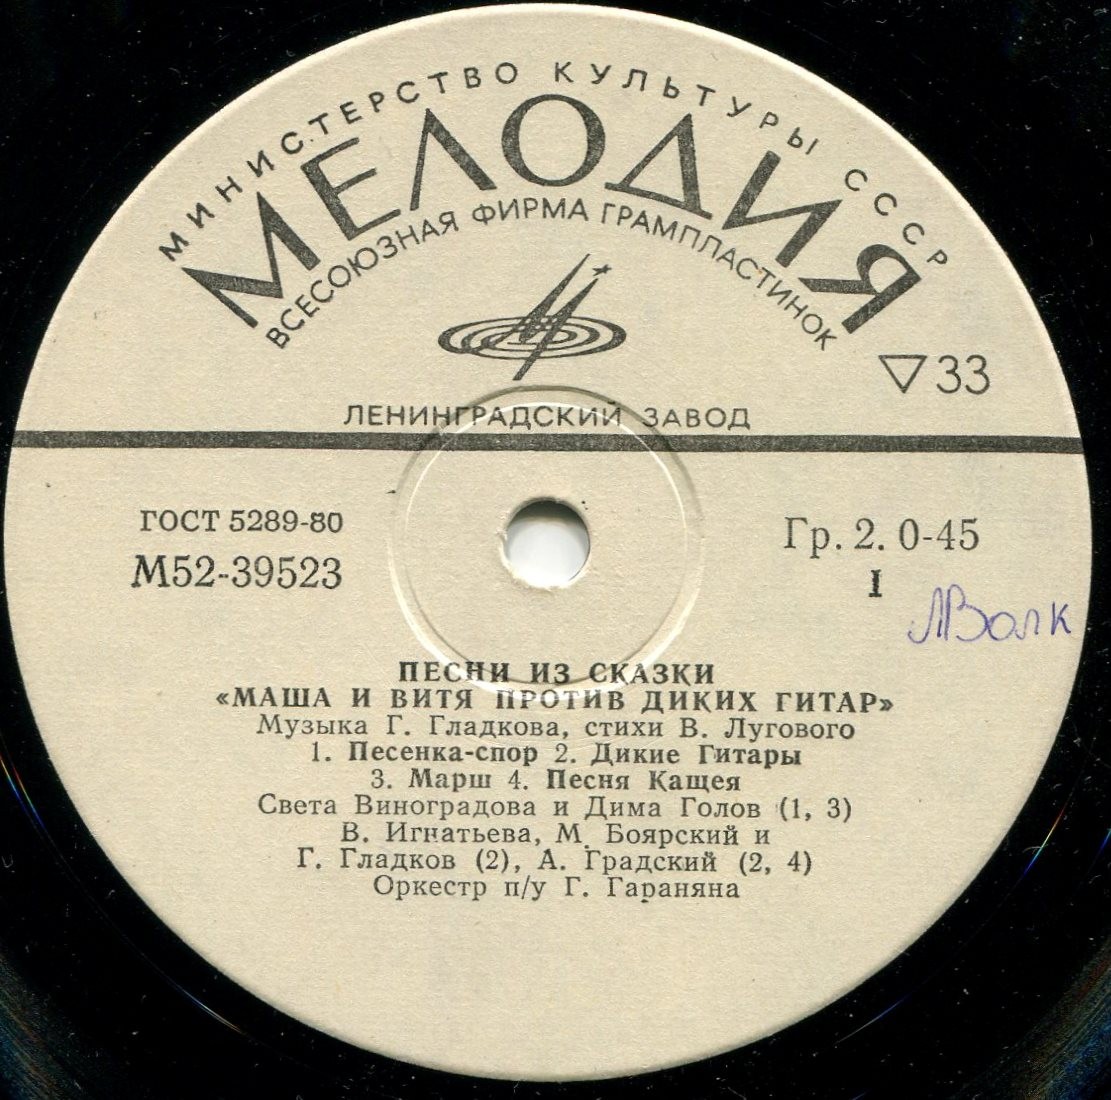 МИНИСТЕРСТВО КУЛЬТУРЫ СССР
МЕЛОДИЯ
ВСЕСОЮЗНАЯ ФИРМА ГРАМПЛАСТИНОК
▽ 33
ЛЕНИНГРАДСКИЙ ЗАВОД
ГОСТ 5289-80
Гр. 2. 0-45
М52-39523
I
ЛВолк
ПЕСНИ ИЗ СКАЗКИ
«МАША И ВИТЯ ПРОТИВ ДИКИХ ГИТАР»
Музыка Г. Гладкова, стихи В. Лугового
1. Песенка-спор 2. Дикие Гитары
3. Марш 4. Песня Кащея
Света Виноградова и Дима Голов (1, 3)
В. Игнатьева, М. Боярский и
Г. Гладков (2), А. Градский (2, 4)
Оркестр п/у Г. Гараняна